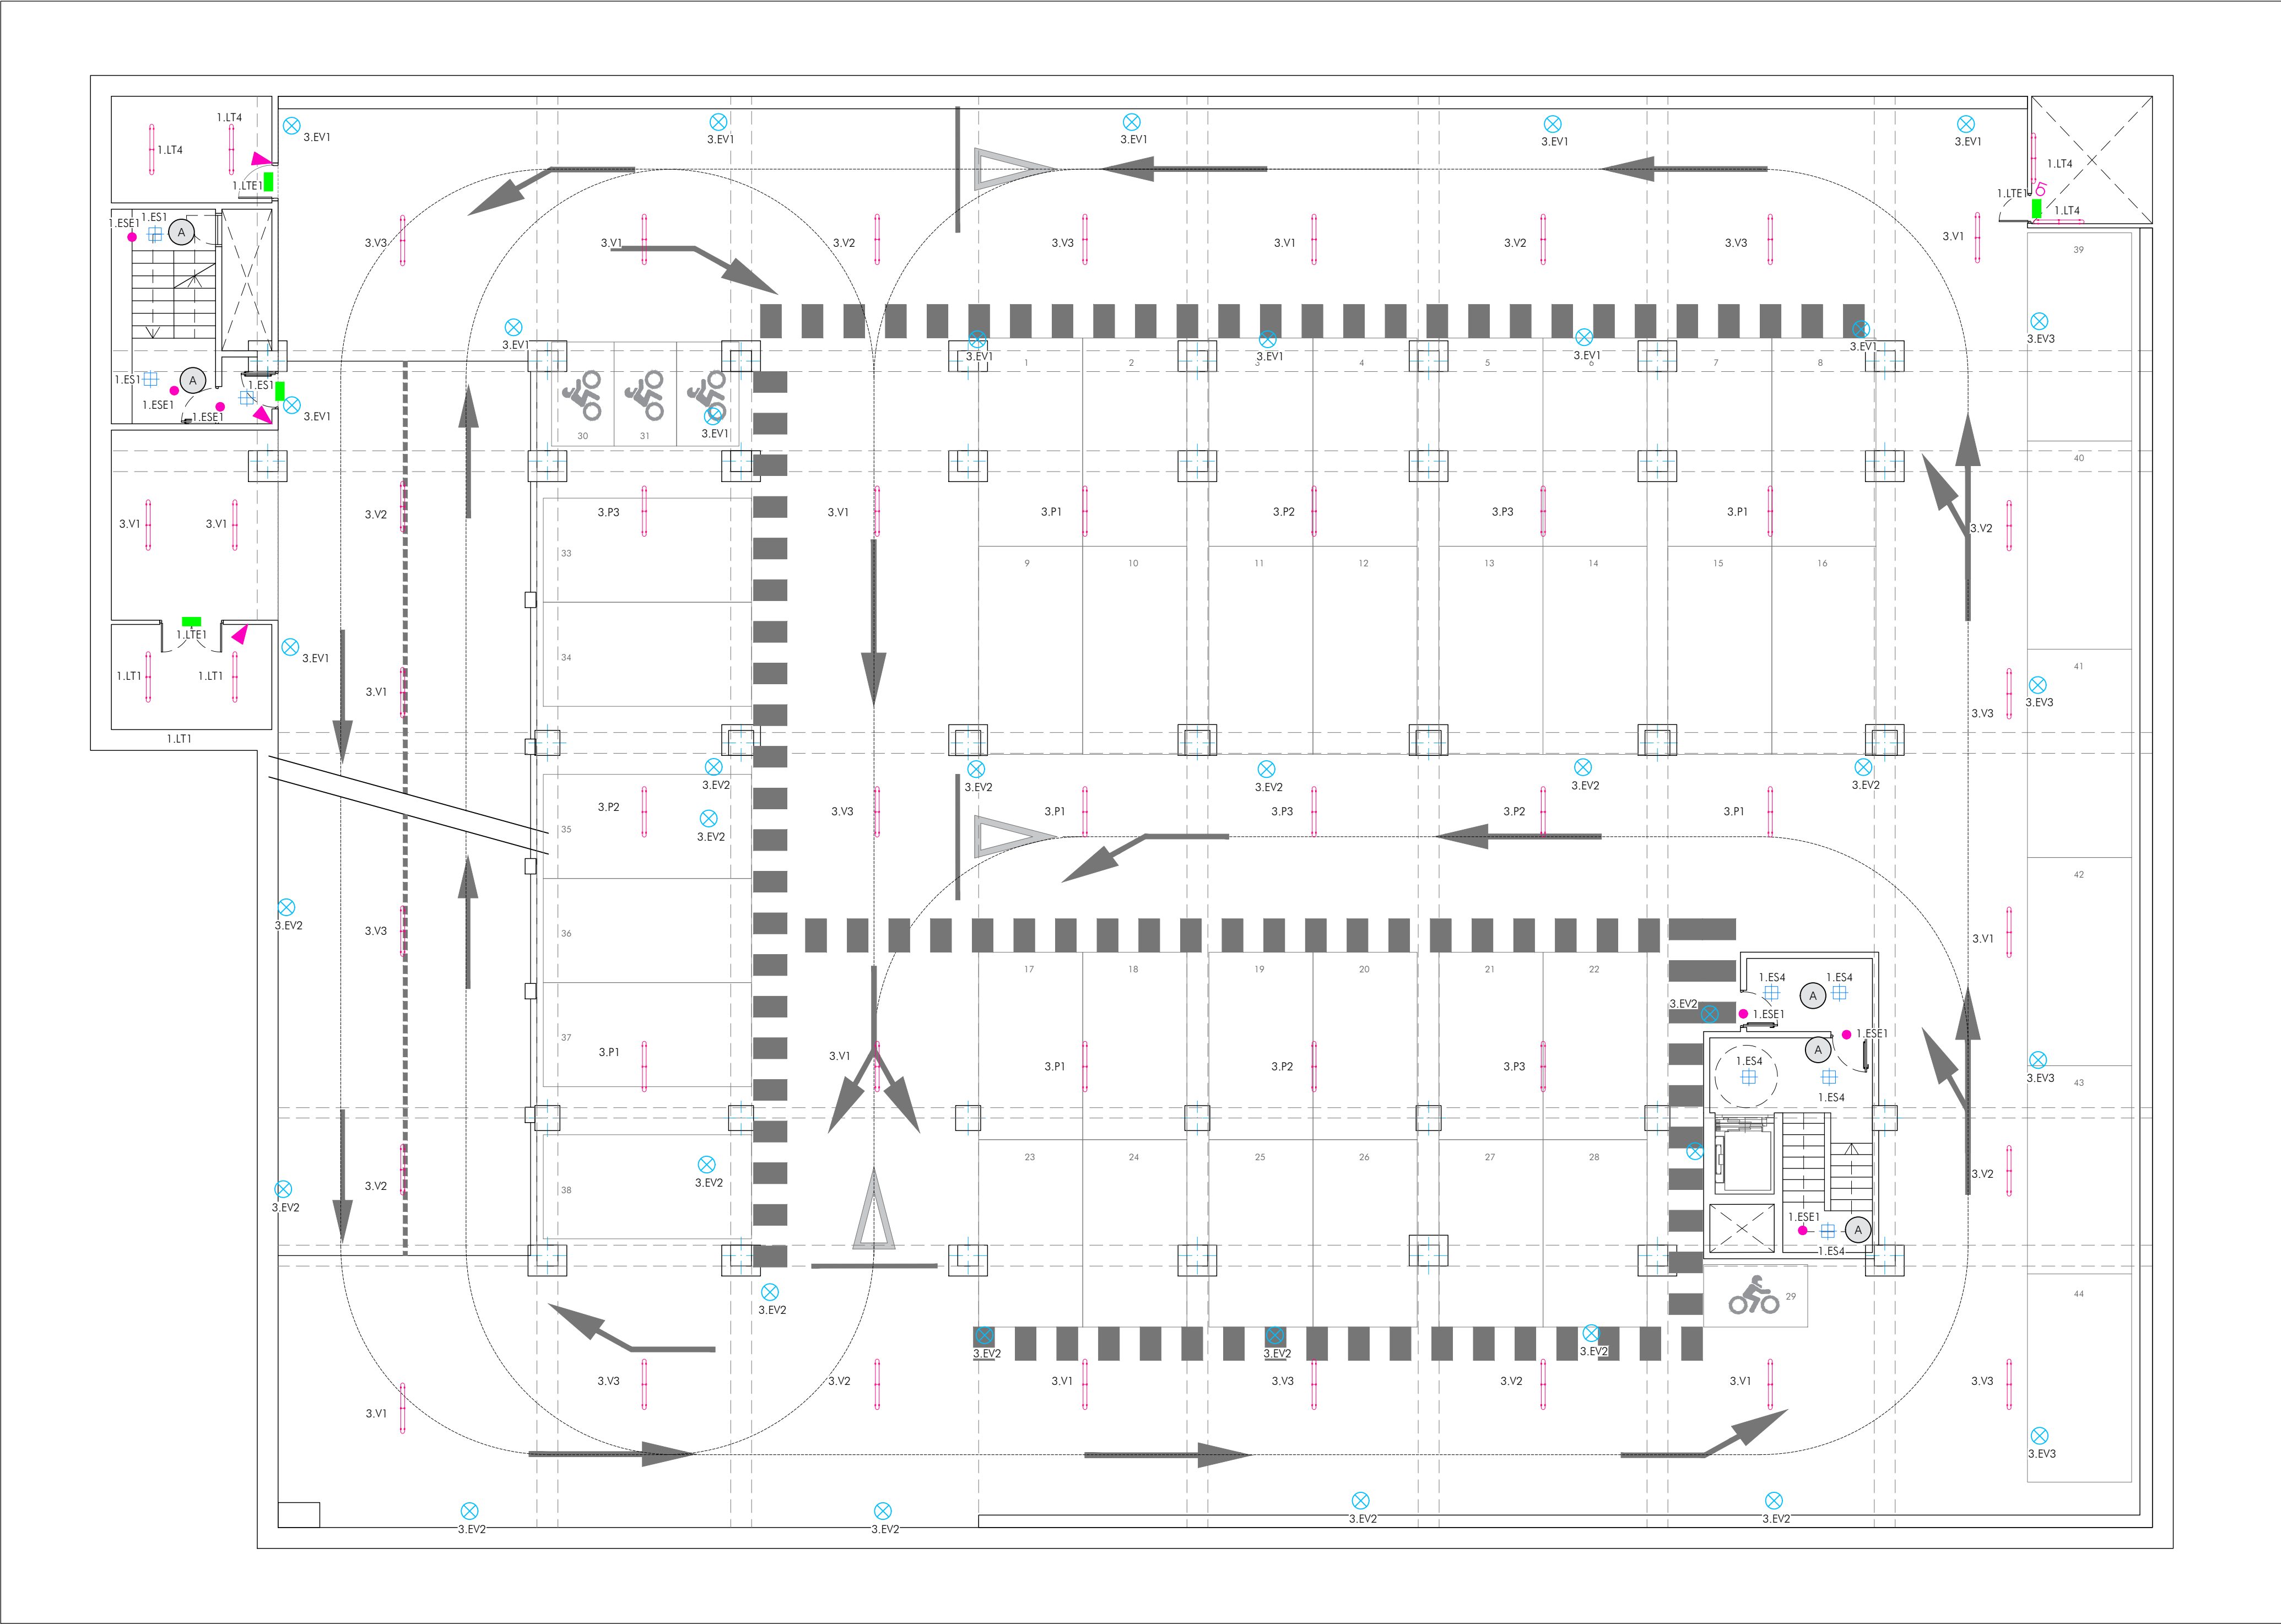 1.LT4
1.LT4
3.EV1
3.EV1
3.EV1
3.EV1
3.EV1
1.LT4
1.LTE1
1.LTE1
1.LT4
1.ESE1
1.ES1
A
3.V3
3.V1
3.V2
3.V3
3.V1
3.V2
3.V3
3.V1
39
3.EV1
3.EV1
3.EV1
3.EV1
3.EV1
3.EV3
1
2
3
4
5
6
7
8
1.ES1
A
1.ES1
1.ESE1
1.ESE1
3.EV1
30
31
3.EV1
40
3.V1
3.V1
3.V2
3.P3
3.V1
3.P1
3.P2
3.P3
3.P1
3.V2
33
9
10
11
12
13
14
15
16
1.LTE1
3.EV1
34
41
1.LT1
1.LT1
3.V1
3.EV3
3.V3
1.LT1
3.EV2
3.EV2
3.EV2
3.EV2
3.EV2
3.P2
3.V3
3.P1
3.P3
3.P2
3.P1
35
3.EV2
42
3.EV2
3.V3
36
3.V1
17
18
19
20
21
22
1.ES4
1.ES4
A
3.EV2
1.ESE1
1.ESE1
37
3.P1
3.V1
3.P1
3.P2
3.P3
A
1.ES4
1.ES4
3.EV3
43
23
24
25
26
27
28
3.V2
3.EV2
38
3.EV2
3.V2
1.ESE1
A
1.ES4
3.EV2
29
44
3.EV2
3.EV2
3.EV2
3.V1
3.V3
3.V2
3.V1
3.V3
3.V2
3.V1
3.V3
3.EV3
3.EV2
3.EV2
3.EV2
3.EV2